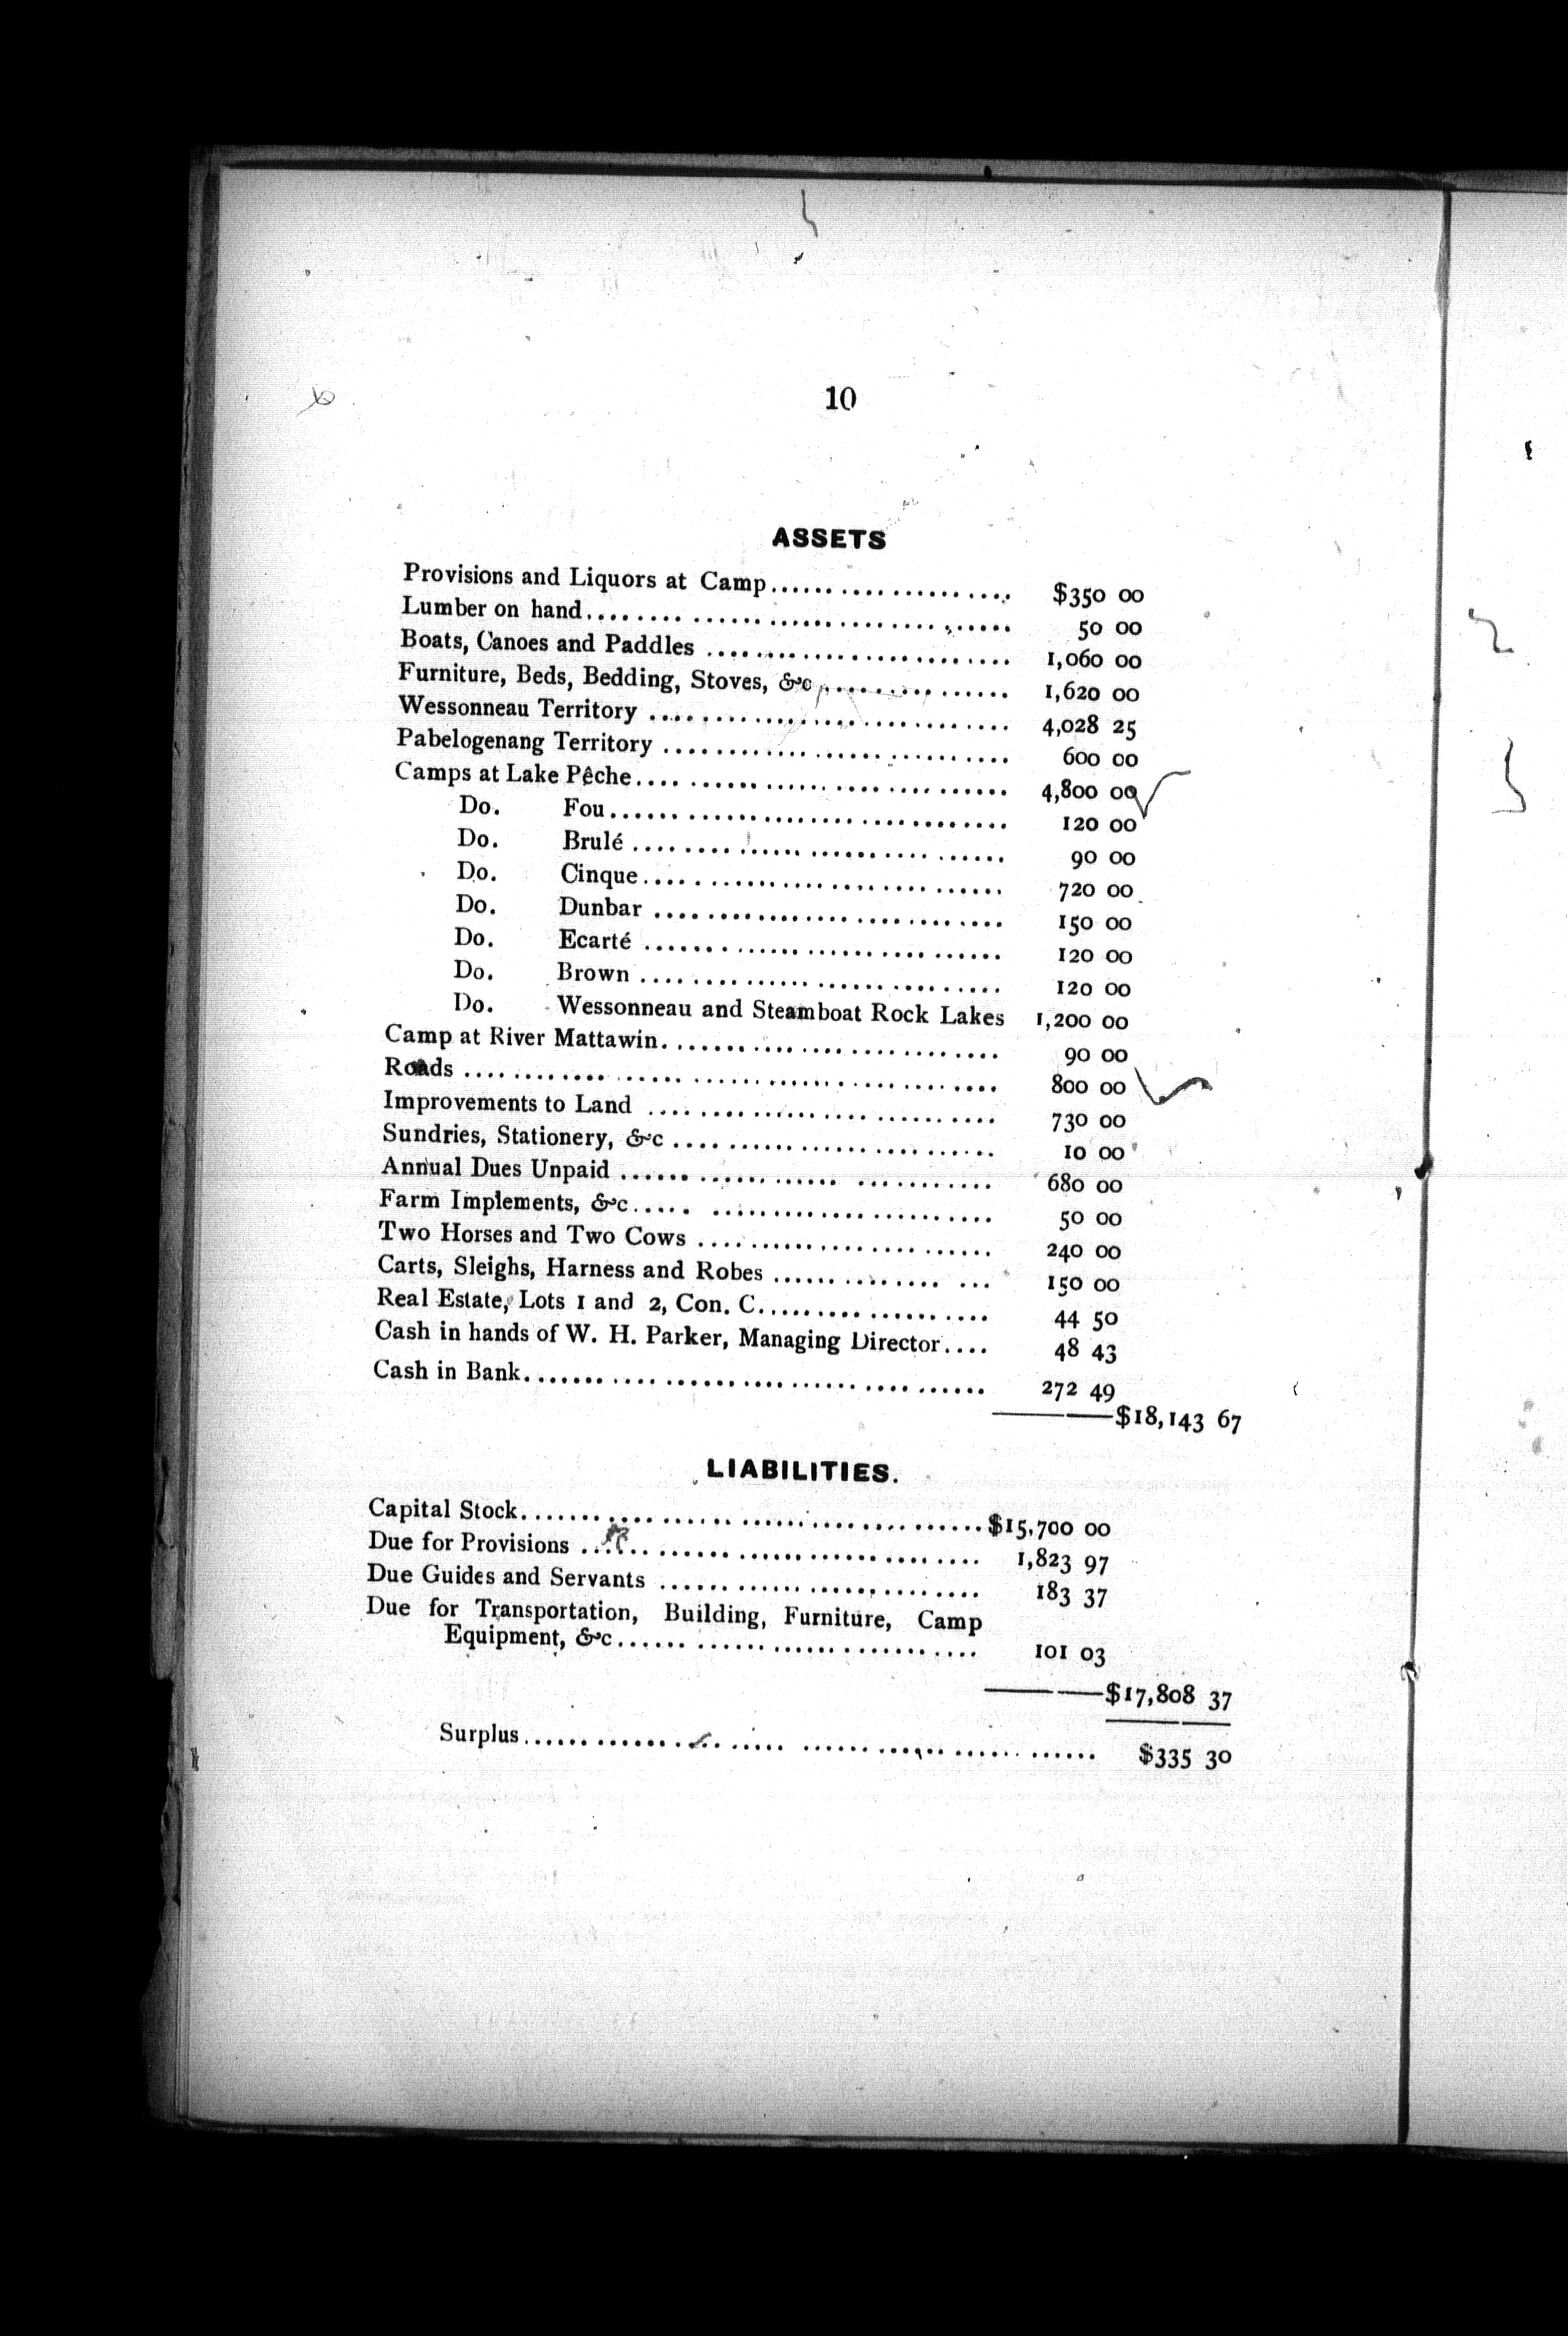 10
ASSETS
Provisions and Liquors at Camp.................... $350 00
Lumber on hand.................... 50 00
Boats, Canoes and Paddles .................... 1,060 00
Furniture, Beds, Bedding, Stoves, &c.................... 1,620 00
Wessonneau Territory .................... 4,028 25
Pabelogenang Territory .................... 600 00
Camps at Lake Pêche.................... 4,800 00
Do. Fou.................... 120 00
Do. Brulé .................... 90 00
Do. Cinque.................... 720 00
Do. Dunbar .................... 150 00
Do. Ecarté .................... 120 00
Do. Brown .................... 120 00
Do. Wessonneau and Steamboat Rock Lakes 1,200 00
Camp at River Mattawin.................... 90 00
Roads .................... 800 00
Improvements to Land .................... 730 00
Sundries, Stationery, &c .................... 10 00
Annual Dues Unpaid .................... 680 00
Farm Implements, &c.................... 50 00
Two Horses and Two Cows .................... 240 00
Carts, Sleighs, Harness and Robes .................... 150 00
Real Estate, Lots 1 and 2, Con. C.................... 44 50
Cash in hands of W. H. Parker, Managing Director.... 48 43
Cash in Bank.................... 272 49
$18,143 67
LIABILITIES.
Capital Stock....................$15,700 00
Due for Provisions .................... 1,823 97
Due Guides and Servants .................... 183 37
Due for Transportation, Building, Furniture, Camp
Equipment, &c.................... 101 03
$17,808 37
Surplus.................... $335 30